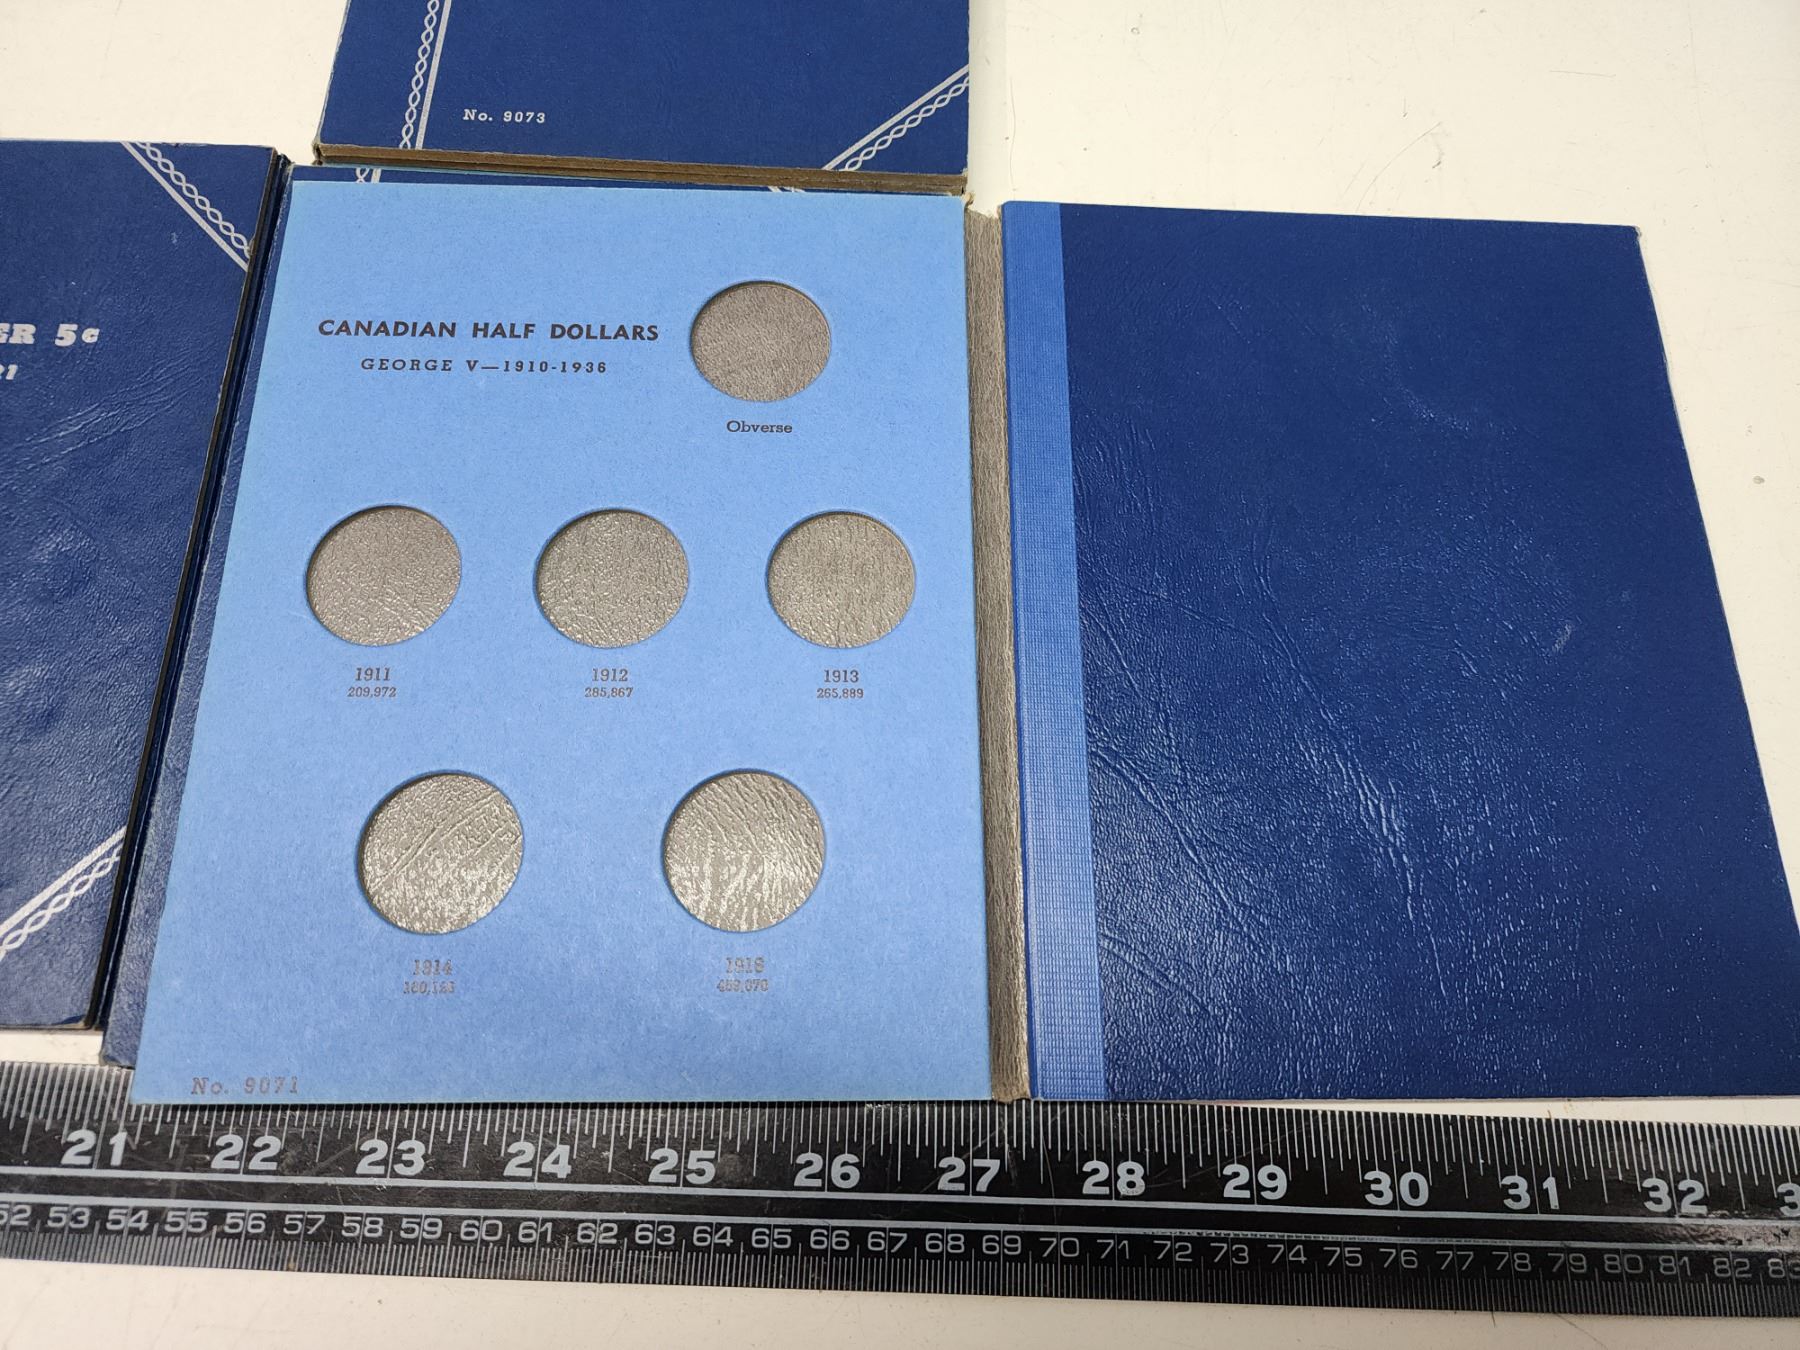 No. 9073
ER 5¢
21
CANADIAN HALF DOLLARS
GEORGE V—1910-1936
Obverse
1911
209,972
1912
285,867
1913
265,889
1914
1916
No. 9071
21 22 23 24 25 26 27 28 29 30 31 32
52 53 54 55 56 57 58 59 60 61 62 63 64 65 66 67 68 69 70 71 72 73 74 75 76 77 78 79 80 81 82 83